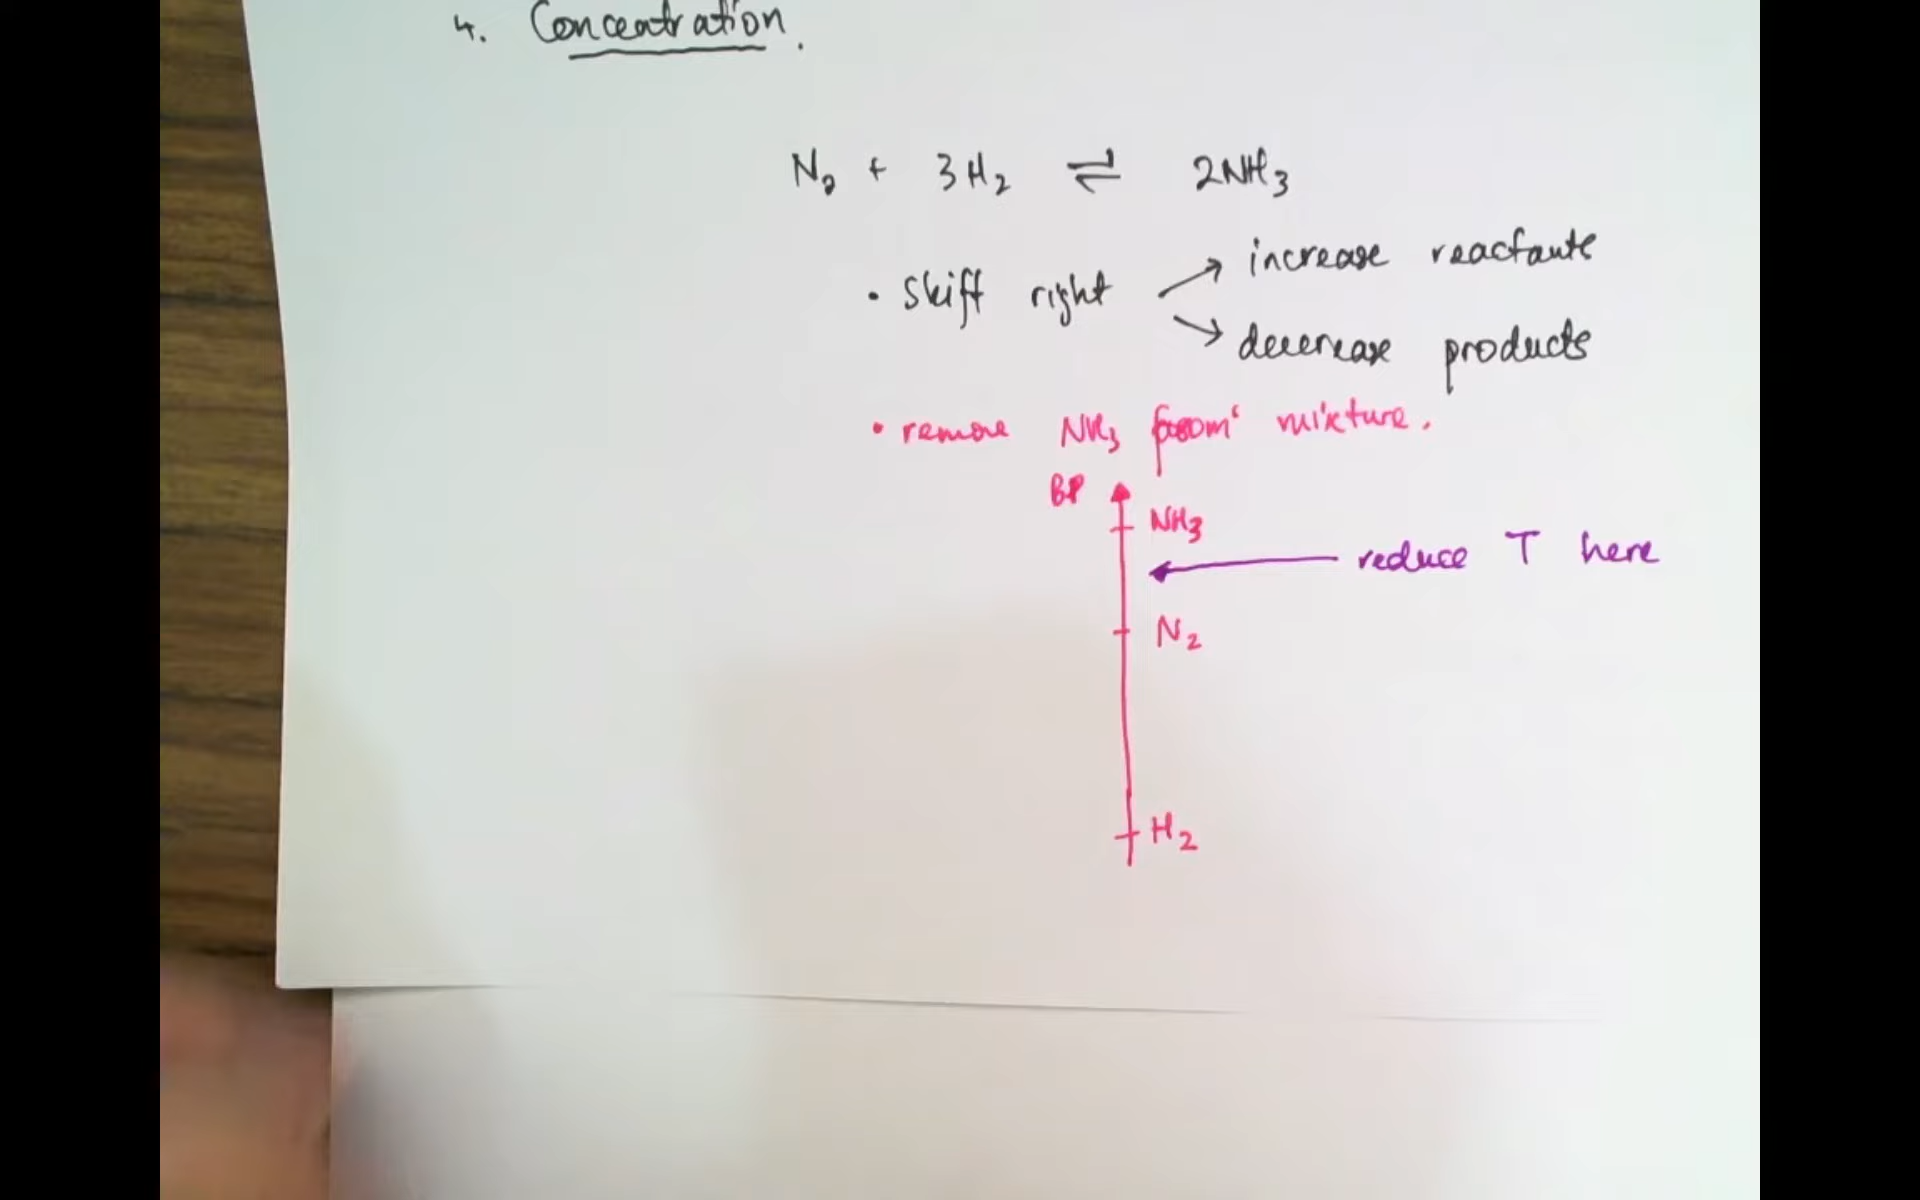 4. Concentration.
N₂ + 3H₂ ⇌ 2NH₃
• shift right → increase reactants
→ decrease products
• remove NH₃ from mixture.
BP
NH₃
reduce T here
N₂
H₂